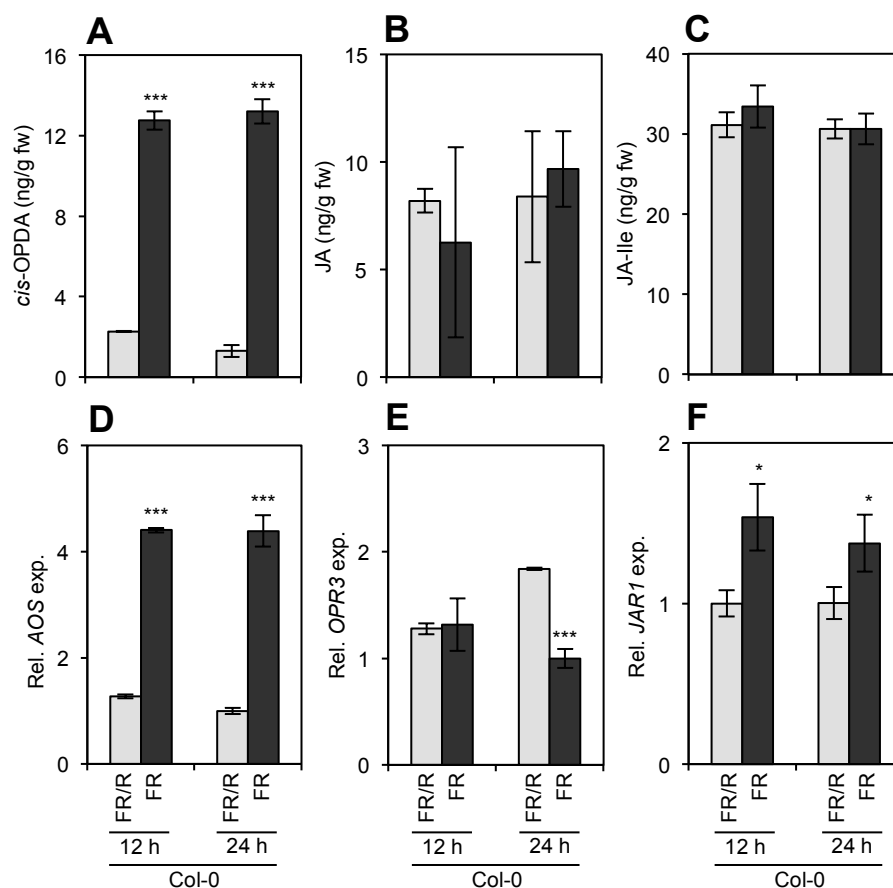 A
B
C
cis-OPDA (ng/g fw)
16
12
8
4
0
***
***
JA (ng/g fw)
15
10
5
0
JA-Ile (ng/g fw)
40
30
20
10
0
D
E
F
Rel. AOS exp.
6
4
2
0
***
***
Rel. OPR3 exp.
3
2
1
0
***
Rel. JAR1 exp.
2
1
0
*
*
FR/R FR FR/R FR
12 h 24 h
Col-0
FR/R FR FR/R FR
12 h 24 h
Col-0
FR/R FR FR/R FR
12 h 24 h
Col-0